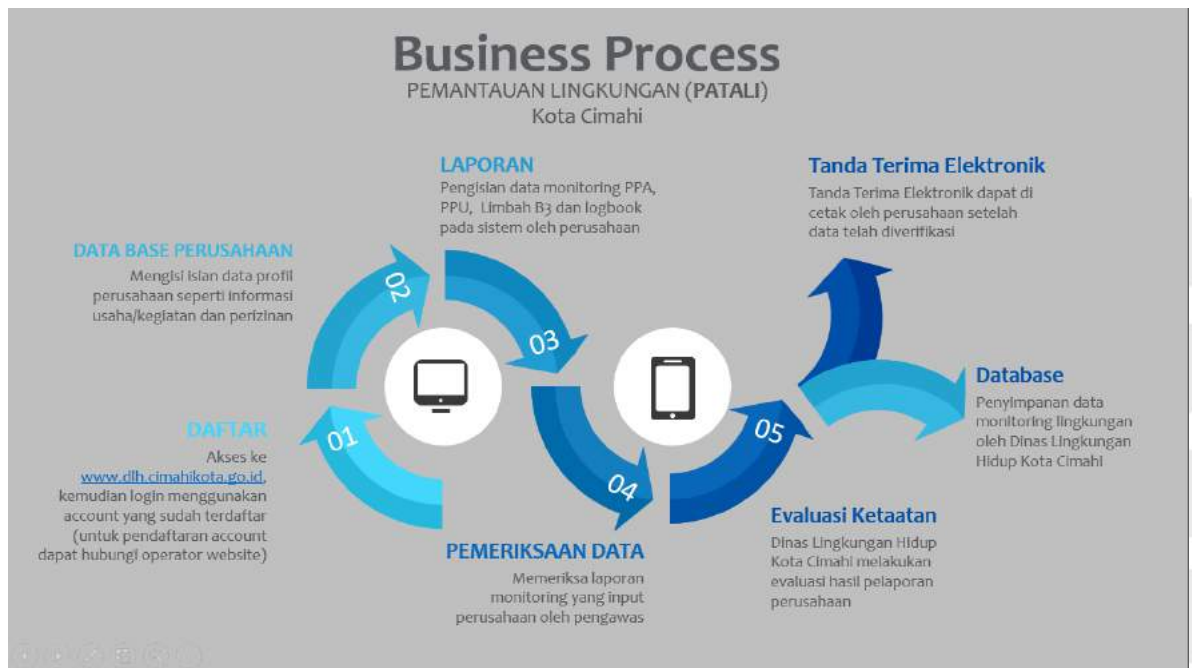 Business Process
PEMANTAUAN LINGKUNGAN (PATALI)
Kota Cimahi
DAFTAR
Akses ke
www.dlh.cimahikota.go.id,
kemudian login menggunakan
account yang sudah terdaftar
(untuk pendaftaran account
dapat hubungi operator website)
01
DATA BASE PERUSAHAAN
Mengisi isian data profil
perusahaan seperti informasi
usaha/kegiatan dan perizinan
02
LAPORAN
Pengisian data monitoring PPA,
PPU, Limbah B3 dan logbook
pada sistem oleh perusahaan
03
PEMERIKSAAN DATA
Memeriksa laporan
monitoring yang input
perusahaan oleh pengawas
04
Evaluasi Ketaatan
Dinas Lingkungan Hidup
Kota Cimahi melakukan
evaluasi hasil pelaporan
perusahaan
05
Tanda Terima Elektronik
Tanda Terima Elektronik dapat di
cetak oleh perusahaan setelah
data telah diverifikasi
Database
Penyimpanan data
monitoring lingkungan
oleh Dinas Lingkungan
Hidup Kota Cimahi